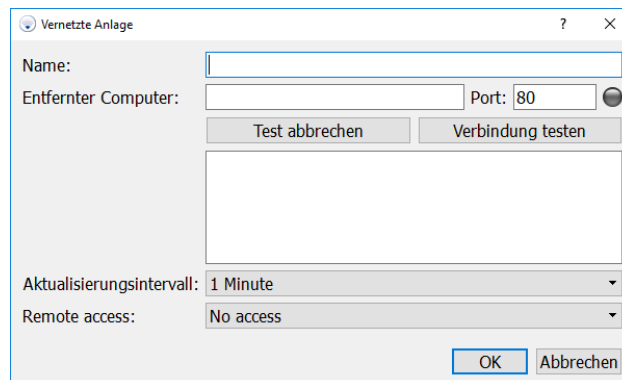 Vernetzte Anlage ?
Name:
Entfernter Computer: Port: 80
Test abbrechen Verbindung testen
Aktualisierungsintervall: 1 Minute
Remote access: No access
OK Abbrechen